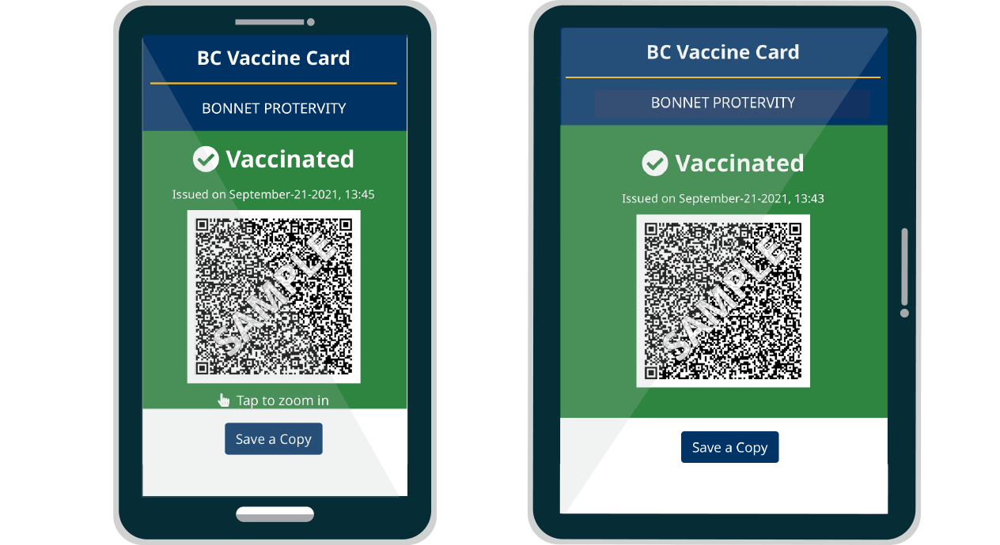 BC Vaccine Card
BONNET PROTERVITY
Vaccinated
Issued on September-21-2021, 13:45
SAMPLE
Tap to zoom in
Save a Copy
BC Vaccine Card
BONNET PROTERVITY
Vaccinated
Issued on September-21-2021, 13:43
SAMPLE
Save a Copy